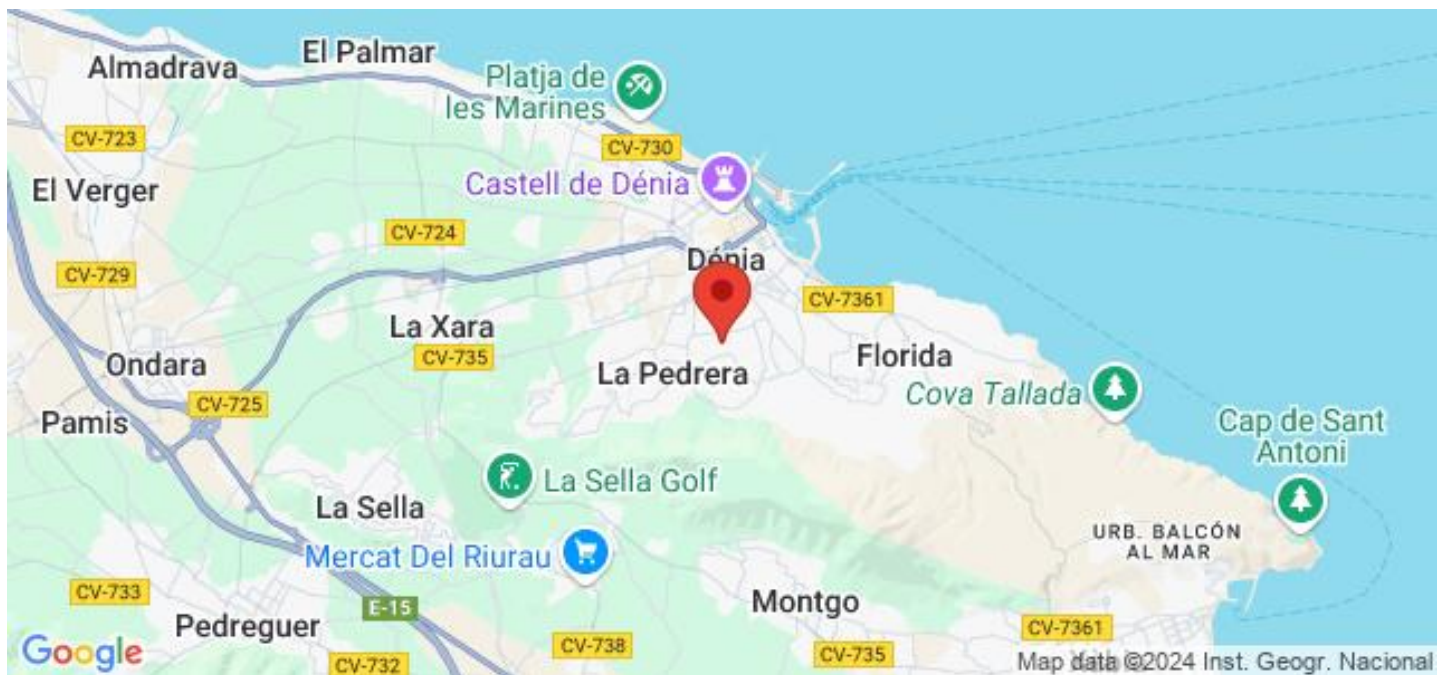 El Palmar
Almadrava
Platja de
les Marines
CV-723
CV-730
El Verger
Castell de Dénia
CV-724
Dénia
CV-729
CV-7361
La Xara
CV-735
Florida
Ondara
La Pedrera
Cova Tallada
CV-725
Pamis
Cap de Sant
Antoni
La Sella Golf
La Sella
URB. BALCÓN
AL MAR
Mercat Del Riurau
CV-733
E-15
Montgo
Pedreguer
CV-7361
CV-738
CV-735
Google
CV-732
Map data ©2024 Inst. Geogr. Nacional